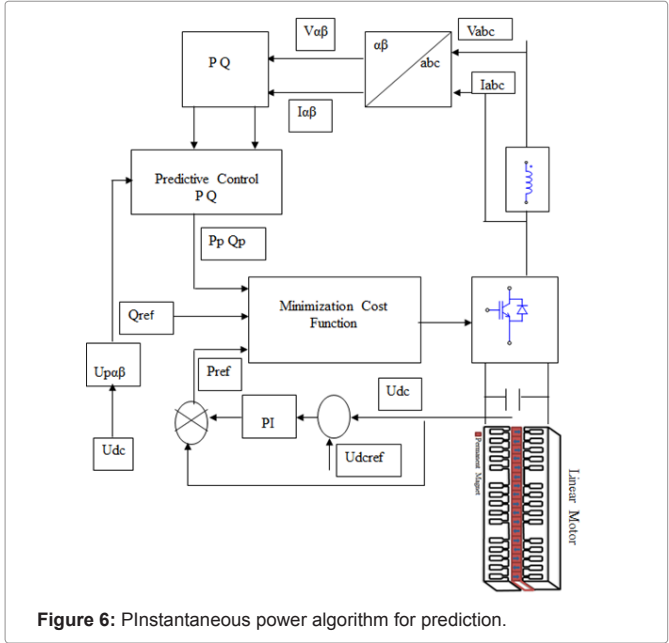 Vαβ
Vabc
αβ
P Q
abc
Iabc
Iαβ
Predictive Control
P Q
Pp Qp
Minimization Cost
Function
Qref
Upαβ
Pref
Udc
PI
Udc
Udcref
Permanent Magnet
Linear Motor
Figure 6: PInstantaneous power algorithm for prediction.